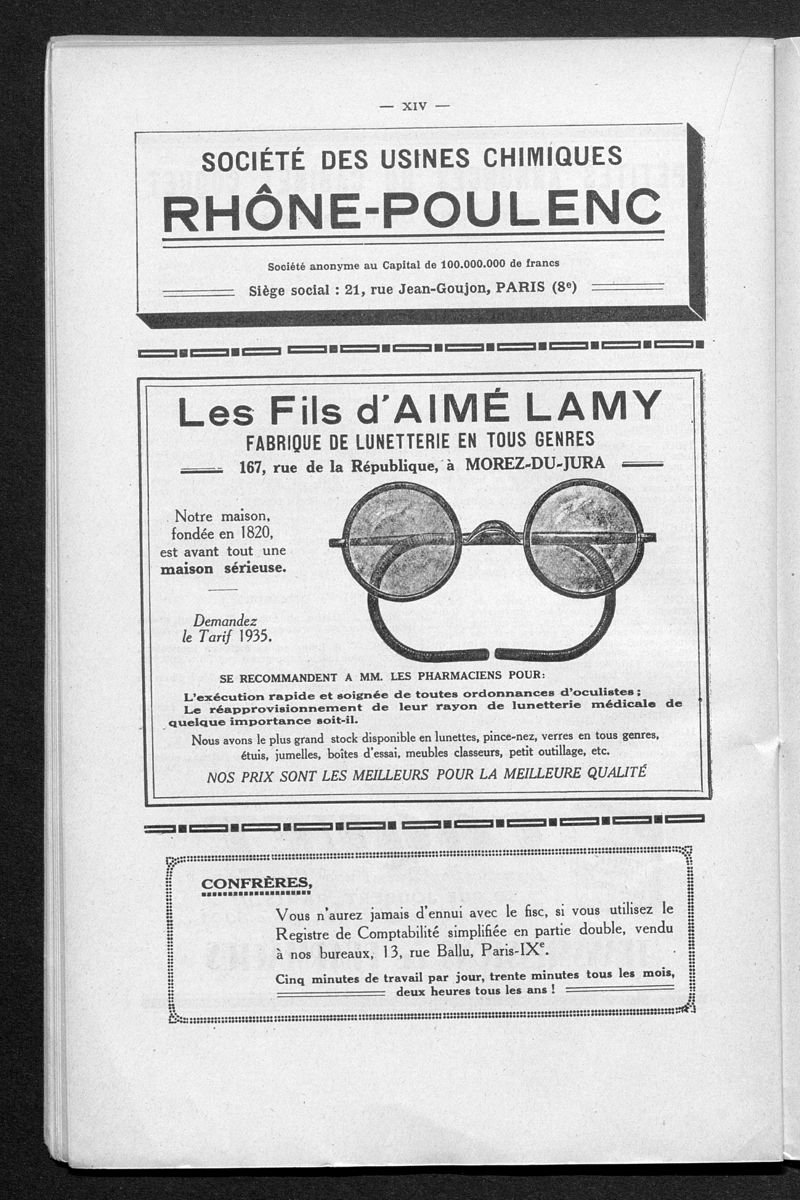 — XIV —
SOCIÉTÉ DES USINES CHIMIQUES
RHÔNE-POULENC
Société anonyme au Capital de 100.000.000 de francs
Siège social : 21, rue Jean-Goujon, PARIS (8e)
Les Fils d'AIMÉ LAMY
FABRIQUE DE LUNETTERIE EN TOUS GENRES
167, rue de la République, à MOREZ-DU-JURA
Notre maison,
fondée en 1820,
est avant tout une
maison sérieuse.
Demandez
le Tarif 1935.
SE RECOMMANDENT A MM. LES PHARMACIENS POUR:
L'exécution rapide et soignée de toutes ordonnances d'oculistes ;
Le réapprovisionnement de leur rayon de lunetterie médicale de
quelque importance soit-il.
Nous avons le plus grand stock disponible en lunettes, pince-nez, verres en tous genres,
étuis, jumelles, boîtes d'essai, meubles classeurs, petit outillage, etc.
NOS PRIX SONT LES MEILLEURS POUR LA MEILLEURE QUALITÉ
CONFRÈRES,
Vous n'aurez jamais d'ennui avec le fisc, si vous utilisez le
Registre de Comptabilité simplifiée en partie double, vendu
à nos bureaux, 13, rue Ballu, Paris-IXe.
Cinq minutes de travail par jour, trente minutes tous les mois,
deux heures tous les ans !